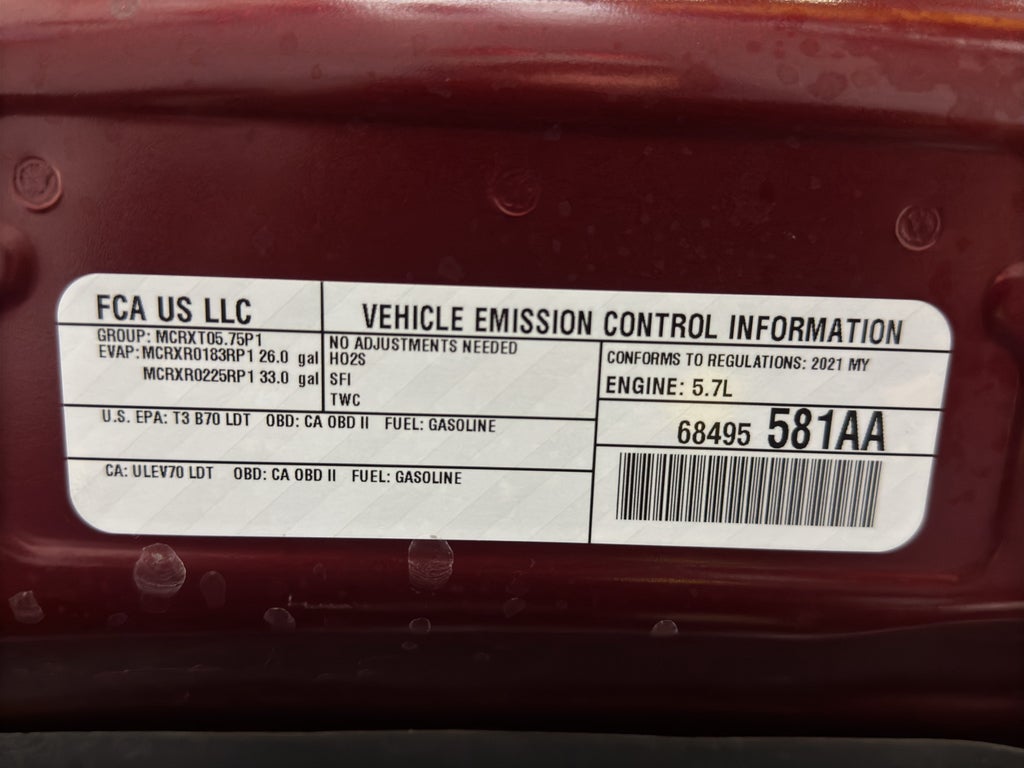 FCA US LLC
VEHICLE EMISSION CONTROL INFORMATION
GROUP: MCRXT05.75P1
EVAP: MCRXR0183RP1 26.0 gal
MCRXR0225RP1 33.0 gal
NO ADJUSTMENTS NEEDED
HO2S
SFI
TWC
CONFORMS TO REGULATIONS: 2021 MY
ENGINE: 5.7L
U.S. EPA: T3 B70 LDT OBD: CA OBD II FUEL: GASOLINE
68495 581AA
CA: ULEV70 LDT OBD: CA OBD II FUEL: GASOLINE